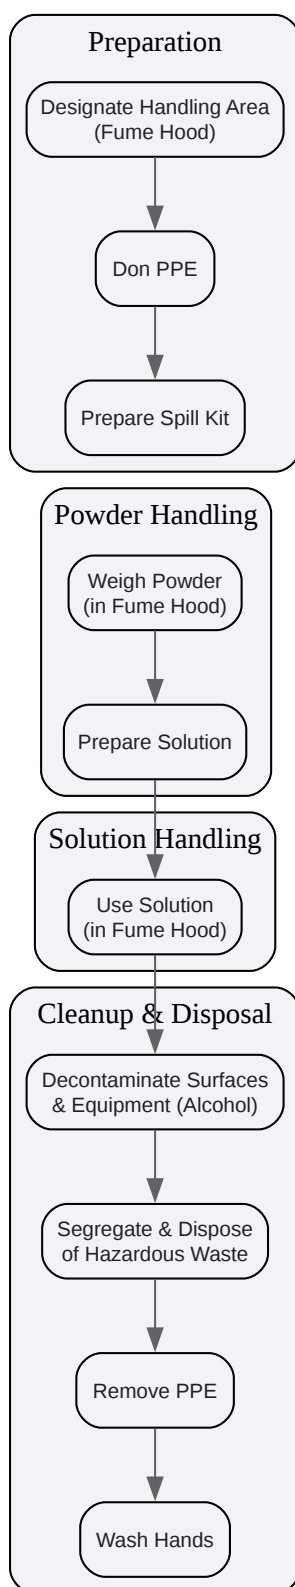 Preparation
Designate Handling Area
(Fume Hood)
Don PPE
Prepare Spill Kit
Powder Handling
Weigh Powder
(in Fume Hood)
Prepare Solution
Solution Handling
Use Solution
(in Fume Hood)
Cleanup & Disposal
Decontaminate Surfaces
& Equipment (Alcohol)
Segregate & Dispose
of Hazardous Waste
Remove PPE
Wash Hands